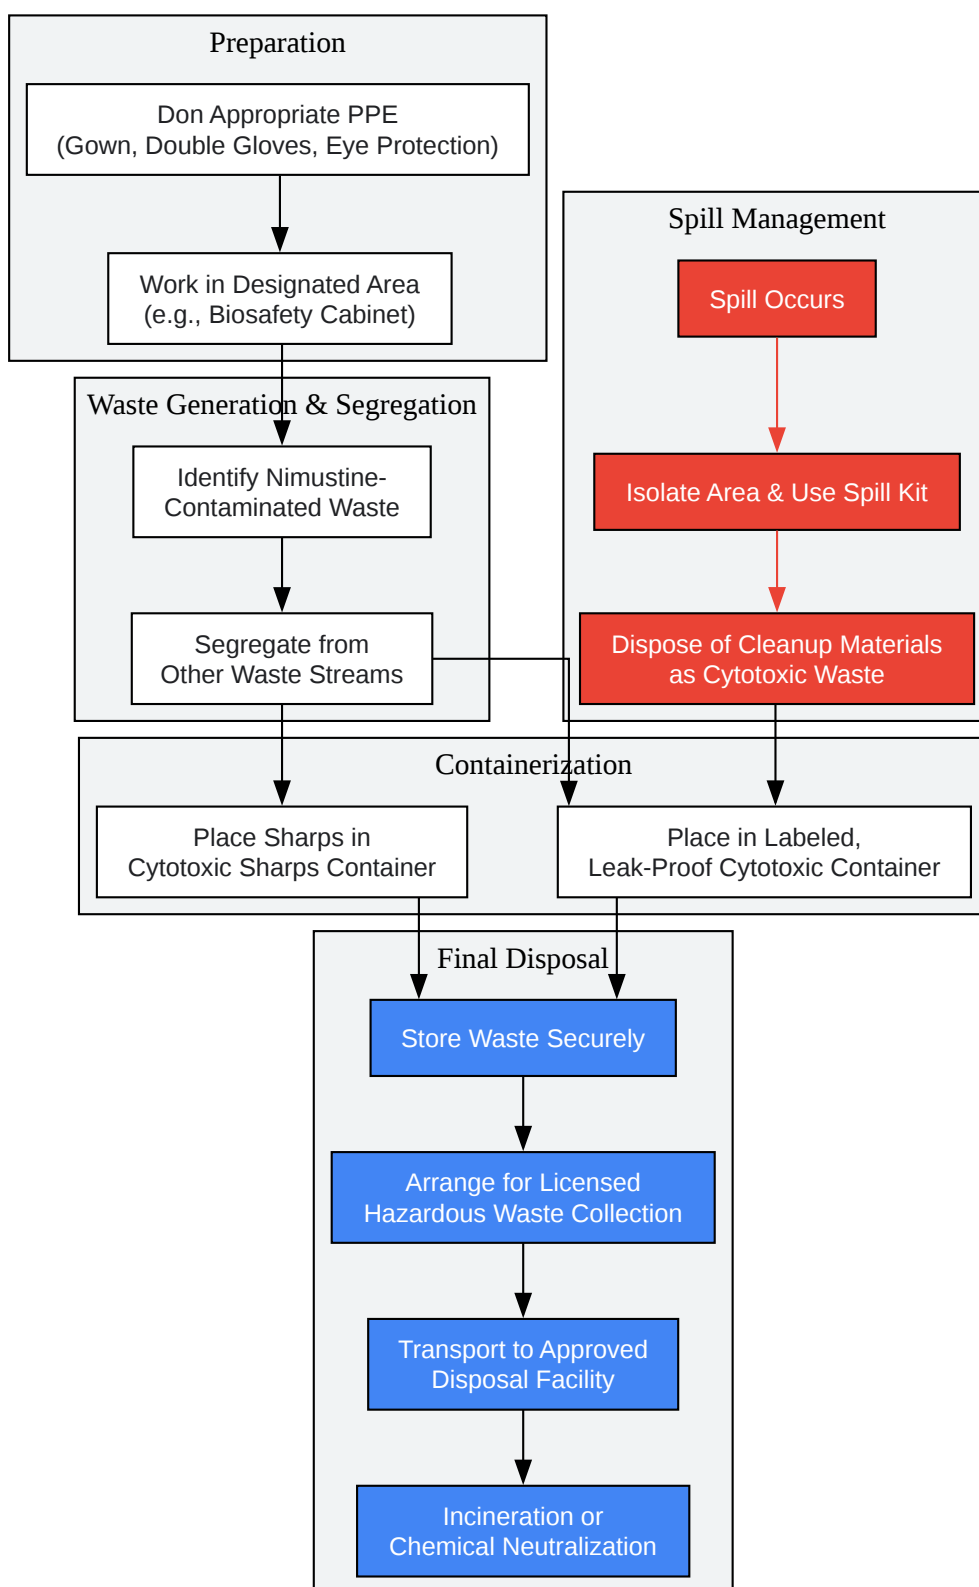 Preparation
Don Appropriate PPE
(Gown, Double Gloves, Eye Protection)
Work in Designated Area
(e.g., Biosafety Cabinet)
Waste Generation & Segregation
Identify Nimustine-
Contaminated Waste
Segregate from
Other Waste Streams
Spill Management
Spill Occurs
Isolate Area & Use Spill Kit
Dispose of Cleanup Materials
as Cytotoxic Waste
Containerization
Place Sharps in
Cytotoxic Sharps Container
Place in Labeled,
Leak-Proof Cytotoxic Container
Final Disposal
Store Waste Securely
Arrange for Licensed
Hazardous Waste Collection
Transport to Approved
Disposal Facility
Incineration or
Chemical Neutralization